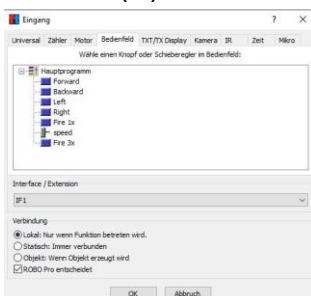 Eingang ? ×
Universal Zähler Motor Bedienfeld TXT/TX Display Kamera IR Zeit Mikro
Wähle einen Knopf oder Schieberegler im Bedienfeld:
Hauptprogramm
Forward
Backward
Left
Right
Fire 1x
speed
Fire 3x
Interface / Extension
IF1
Verbindung
Lokal: Nur wenn Funktion betreten wird.
Statisch: Immer verbunden
Objekt: Wenn Objekt erzeugt wird
ROBO Pro entscheidet
OK Abbruch